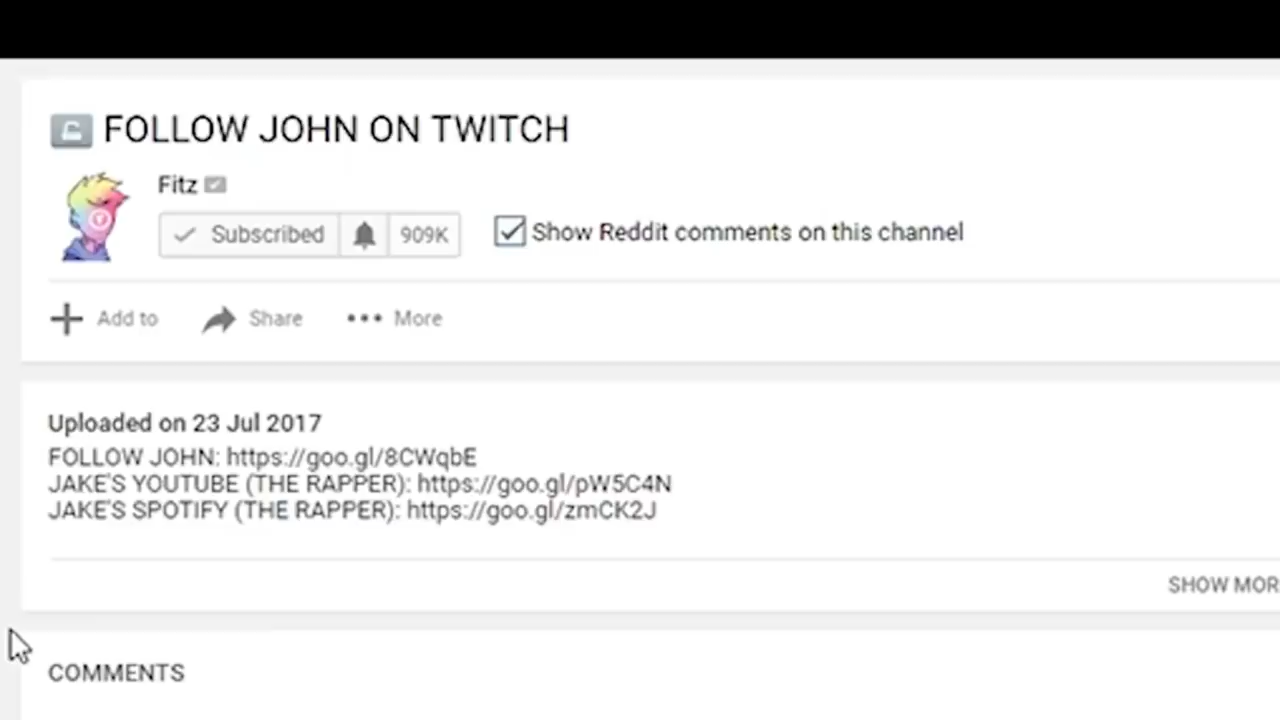 FOLLOW JOHN ON TWITCH
Fitz
Subscribed 909K Show Reddit comments on this channel
Add to Share More
Uploaded on 23 Jul 2017
FOLLOW JOHN: https://goo.gl/8CWqbE
JAKE'S YOUTUBE (THE RAPPER): https://goo.gl/pW5C4N
JAKE'S SPOTIFY (THE RAPPER): https://goo.gl/zmCK2J
SHOW MOR
COMMENTS